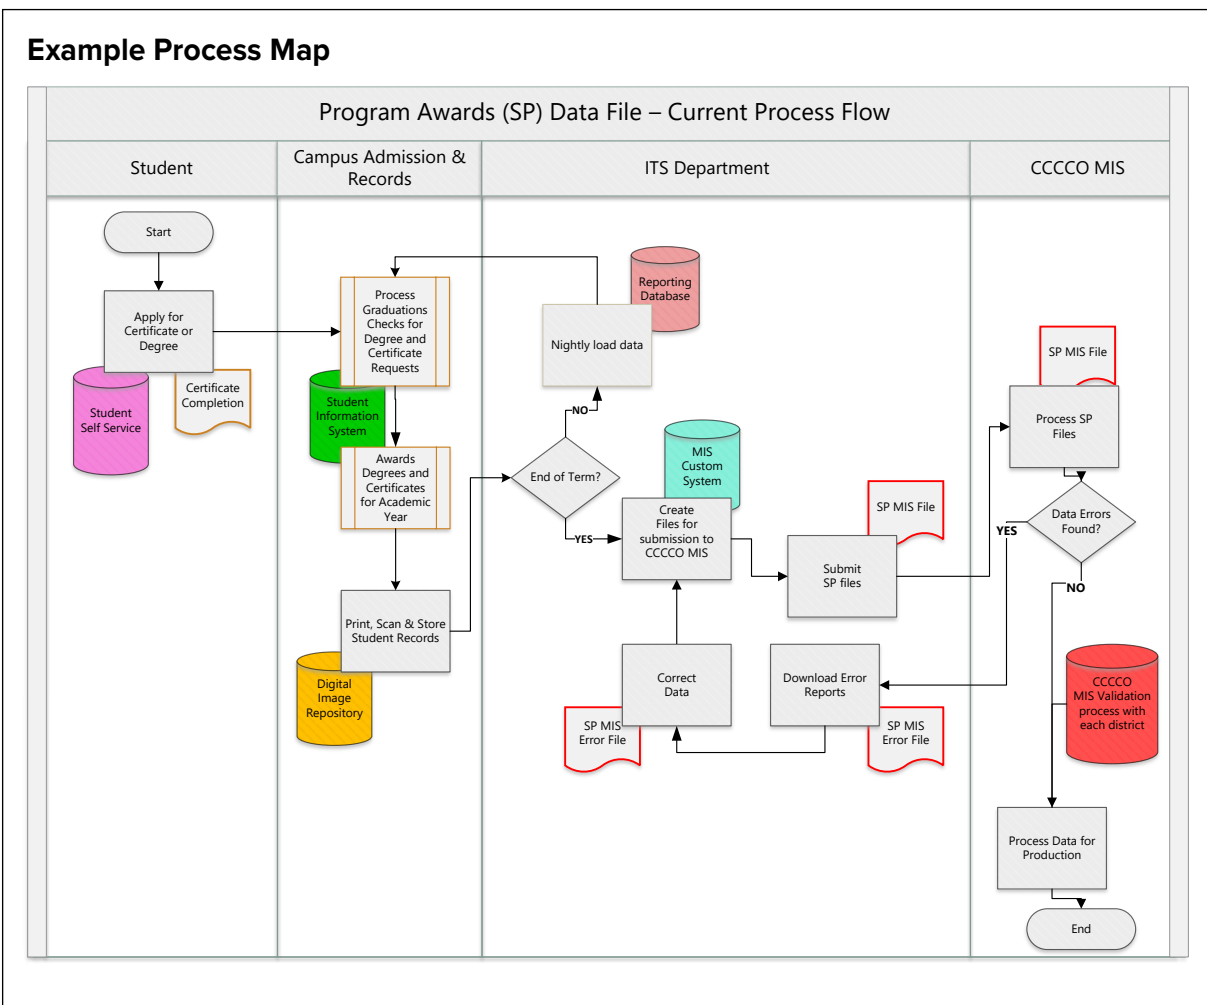 Example Process Map
Program Awards (SP) Data File – Current Process Flow
Student
Campus Admission &
Records
ITS Department
CCCCO MIS
Start
Apply for
Certificate or
Degree
Student
Self Service
Certificate
Completion
Process
Graduations
Checks for
Degree and
Certificate
Requests
Student
Information
System
Awards
Degrees and
Certificates
for Academic
Year
Print, Scan & Store
Student Records
Digital
Image
Repository
Reporting
Database
Nightly load data
NO
End of Term?
YES
MIS
Custom
System
Create
Files for
submission to
CCCCO MIS
SP MIS File
Submit
SP files
Correct
Data
SP MIS
Error File
Download Error
Reports
SP MIS
Error File
SP MIS File
Process SP
Files
Data Errors
Found?
YES
NO
CCCCO
MIS Validation
process with
each district
Process Data for
Production
End